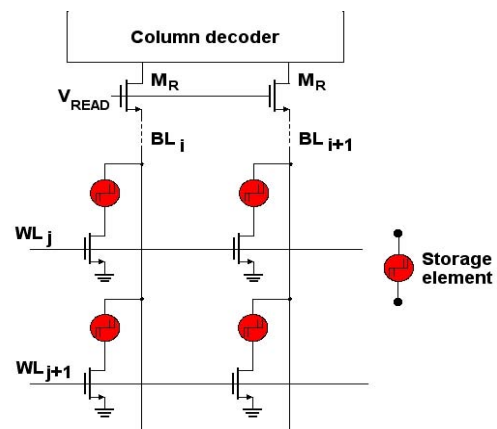 Column decoder
M_R M_R
V_READ
BL_i BL_i+1
WL_j
Storage
element
WL_j+1